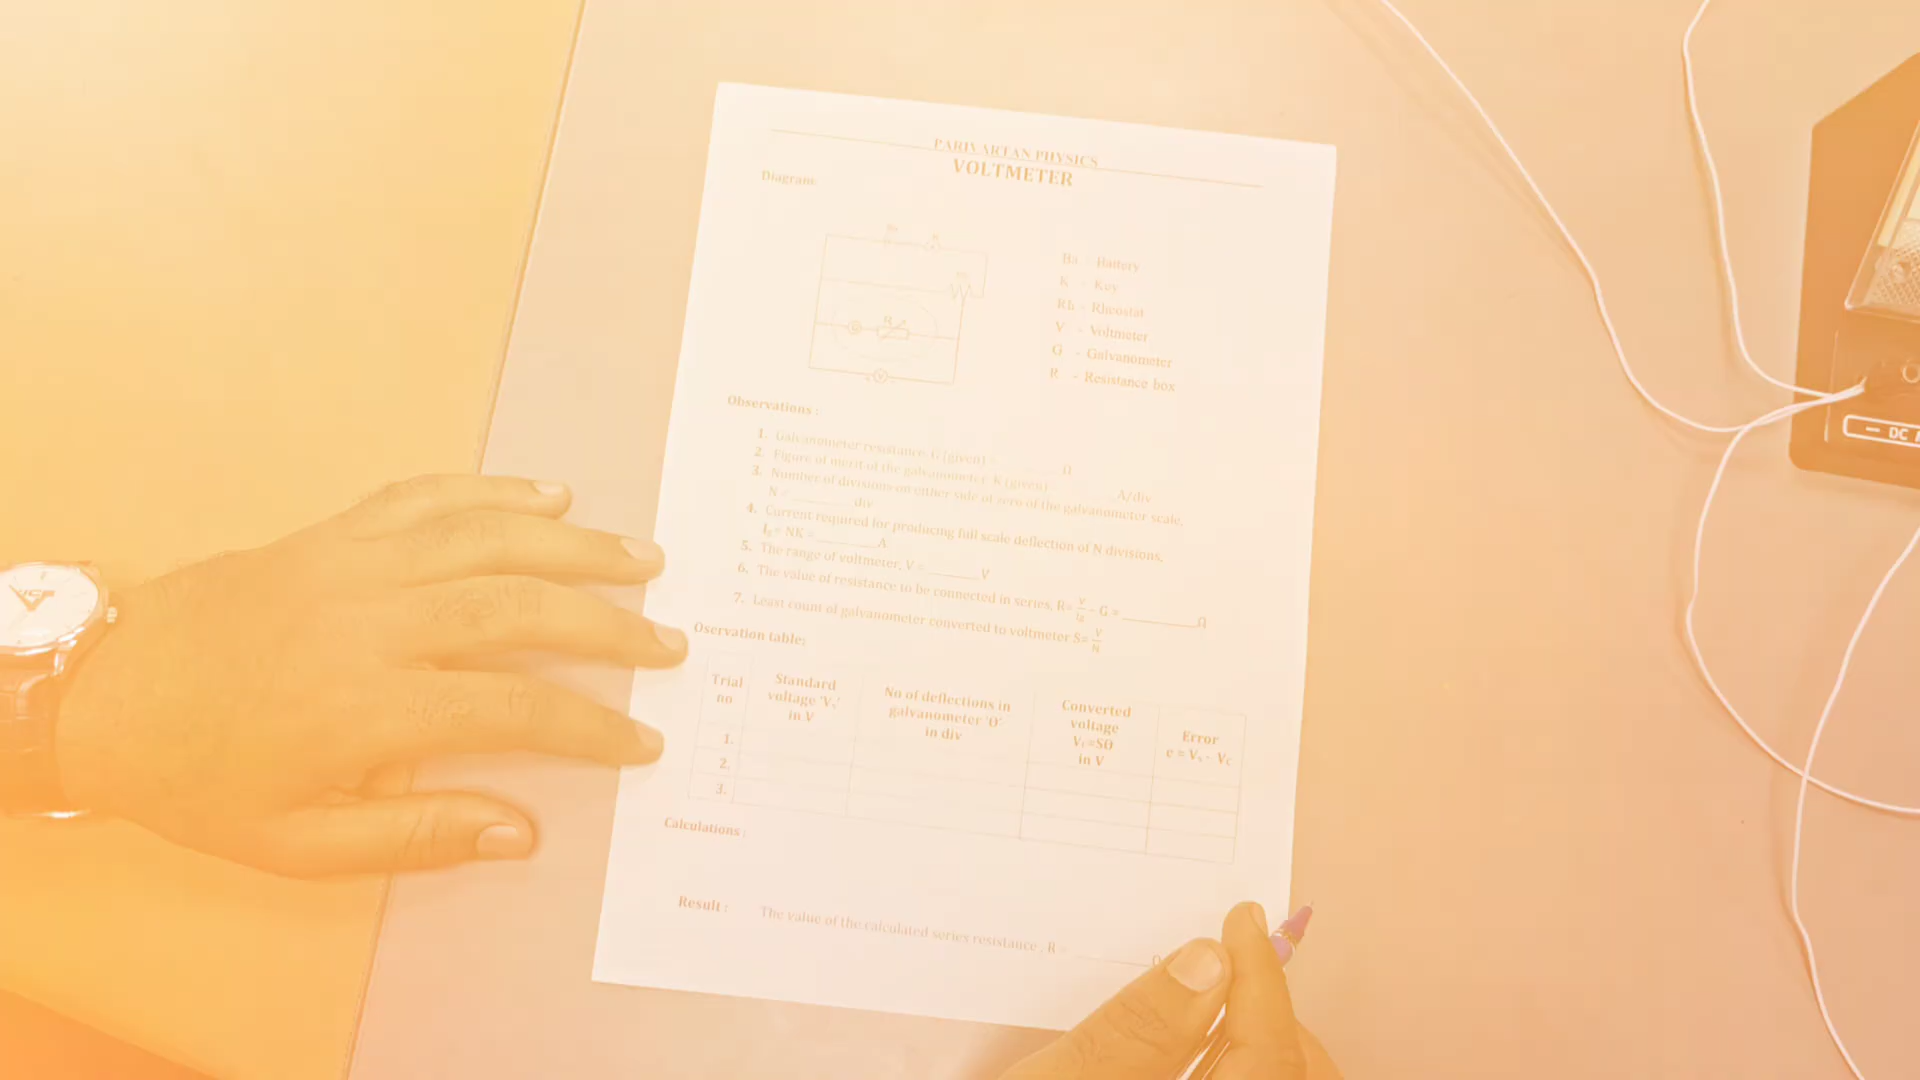 PARIVARTAN PHYSICS
VOLTMETER
Diagram:
Ba - Battery
K - Key
Rh - Rheostat
V - Voltmeter
G - Galvanometer
R - Resistance box
R
G
V
Observations :
1. Galvanometer resistance, G (given) = ________ Ω
2. Figure of merit of the galvanometer, K (given) ________ A/div
3. Number of divisions on either side of zero of the galvanometer scale,
N = ________ div
4. Current required for producing full scale deflection of N divisions,
Ig = NK = ________ A
5. The range of voltmeter, V = ______ V
6. The value of resistance to be connected in series, R= V/Ig - G = __________Ω
7. Least count of galvanometer converted to voltmeter S= V/N
Oservation table;
Trial no
Standard voltage 'Vs' in V
No of deflections in galvanometer 'θ' in div
Converted voltage Vc=Sθ in V
Error e = Vs - Vc
1.
2.
3.
Calculations :
Result : The value of the calculated series resistance , R = __________Ω
- DC